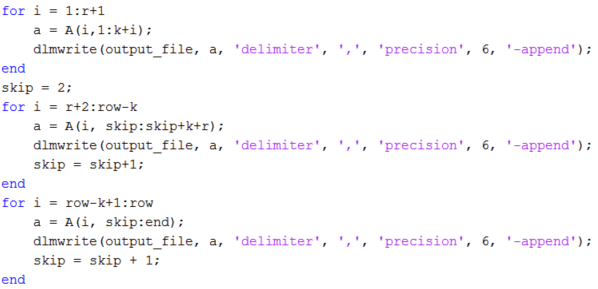 for i = 1:r+1
    a = A(i,1:k+i);
    dlmwrite(output_file, a, 'delimiter', ',', 'precision', 6, '-append');
end
skip = 2;
for i = r+2:row-k
    a = A(i, skip:skip+k+r);
    dlmwrite(output_file, a, 'delimiter', ',', 'precision', 6, '-append');
    skip = skip+1;
end
for i = row-k+1:row
    a = A(i, skip:end);
    dlmwrite(output_file, a, 'delimiter', ',', 'precision', 6, '-append');
    skip = skip + 1;
end